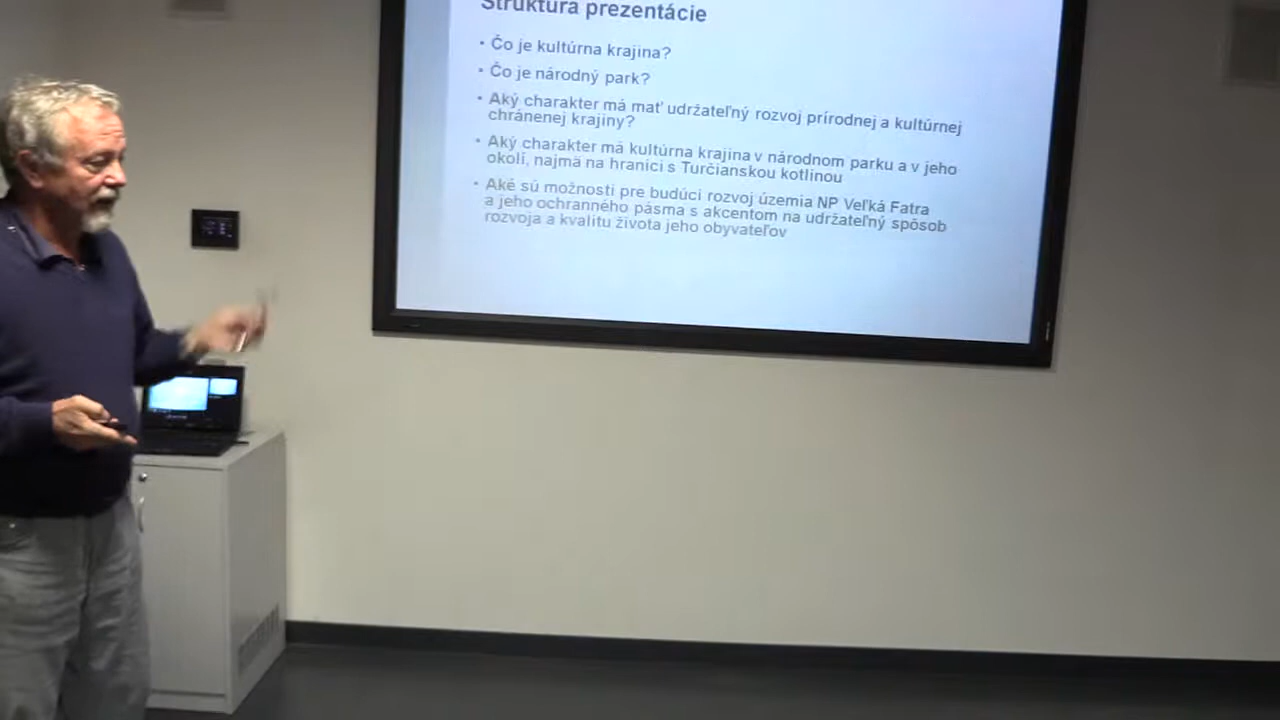 Štruktúra prezentácie
• Čo je kultúrna krajina?
• Čo je národný park?
• Aký charakter má mať udržateľný rozvoj prírodnej a kultúrnej
chránenej krajiny?
• Aký charakter má kultúrna krajina v národnom parku a v jeho
okolí, najmä na hranici s Turčianskou kotlinou
• Aké sú možnosti pre budúci rozvoj územia NP Veľká Fatra
a jeho ochranného pásma s akcentom na udržateľný spôsob
rozvoja a kvalitu života jeho obyvateľov